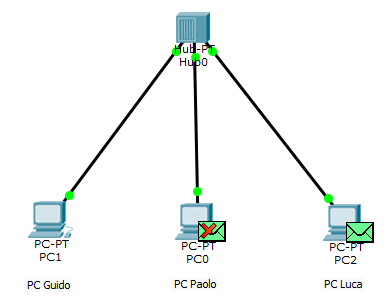 Hub-PT
Hub0
PC-PT
PC1
PC-PT
PC0
PC-PT
PC2
PC Guido
PC Paolo
PC Luca